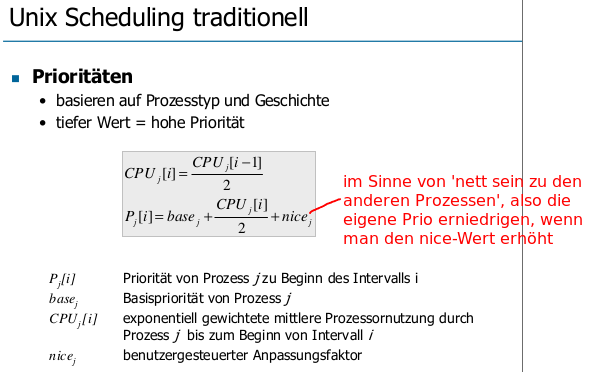 Unix Scheduling traditionell
Prioritäten
• basieren auf Prozesstyp und Geschichte
• tiefer Wert = hohe Priorität
CPU_j[i] = CPU_j[i−1] / 2
P_j[i] = base_j + CPU_j[i] / 2 + nice_j
im Sinne von 'nett sein zu den
anderen Prozessen', also die
eigene Prio erniedrigen, wenn
man den nice-Wert erhöht
P_j[i] Priorität von Prozess j zu Beginn des Intervalls i
base_j Basispriorität von Prozess j
CPU_j[i] exponentiell gewichtete mittlere Prozessornutzung durch
Prozess j bis zum Beginn von Intervall i
nice_j benutzergesteuerter Anpassungsfaktor